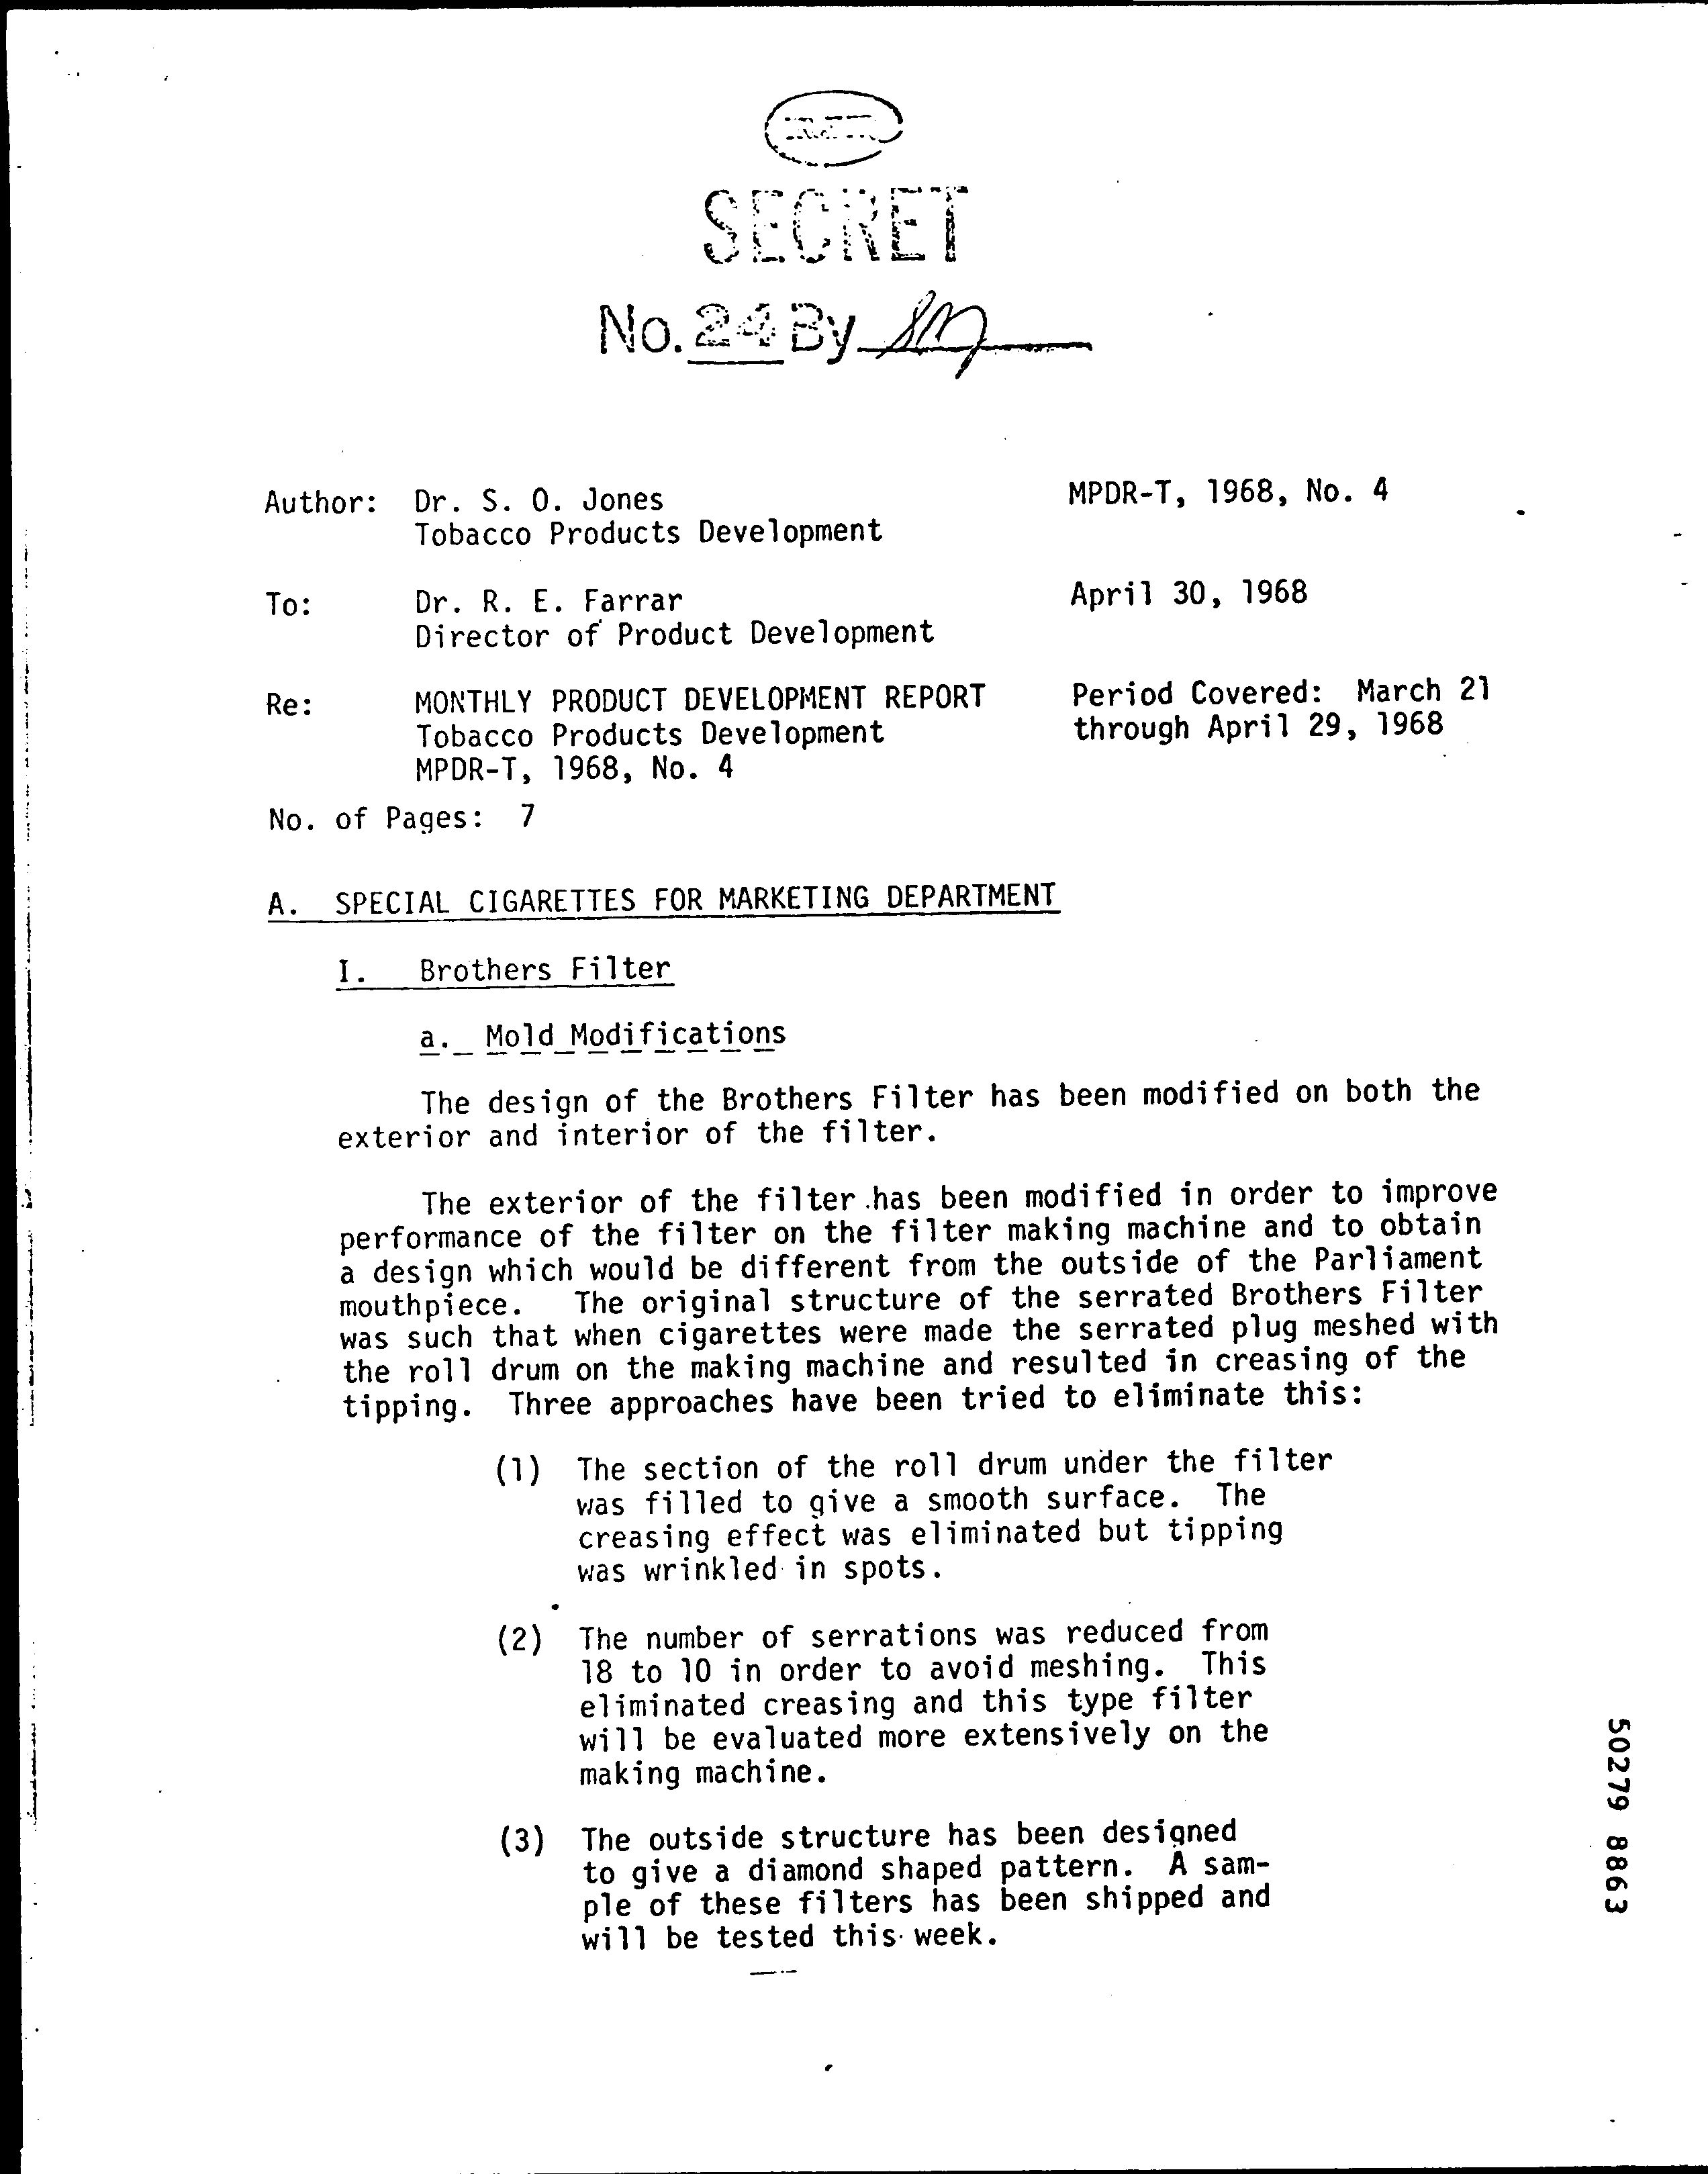 SECRET
No. 24 By
Author: Dr. S. O. Jones
Tobacco Products Development
MPDR-T, 1968, No. 4
To: Dr. R. E. Farrar
Director of Product Development
April 30, 1968
Re: MONTHLY PRODUCT DEVELOPMENT REPORT
Tobacco Products Development
MPDR-T, 1968, No. 4
Period Covered: March 21
through April 29, 1968
No. of Pages: 7
A. SPECIAL CIGARETTES FOR MARKETING DEPARTMENT
I. Brothers Filter
a. Mold Modifications
The design of the Brothers Filter has been modified on both the
exterior and interior of the filter.
The exterior of the filter has been modified in order to improve
performance of the filter on the filter making machine and to obtain
a design which would be different from the outside of the Parliament
mouthpiece. The original structure of the serrated Brothers Filter
was such that when cigarettes were made the serrated plug meshed with
the roll drum on the making machine and resulted in creasing of the
tipping. Three approaches have been tried to eliminate this:
(1) The section of the roll drum under the filter
was filled to give a smooth surface. The
creasing effect was eliminated but tipping
was wrinkled in spots.
(2) The number of serrations was reduced from
18 to 10 in order to avoid meshing. This
eliminated creasing and this type filter
will be evaluated more extensively on the
making machine.
(3) The outside structure has been designed
to give a diamond shaped pattern. A sam-
ple of these filters has been shipped and
will be tested this week.
50279 8863